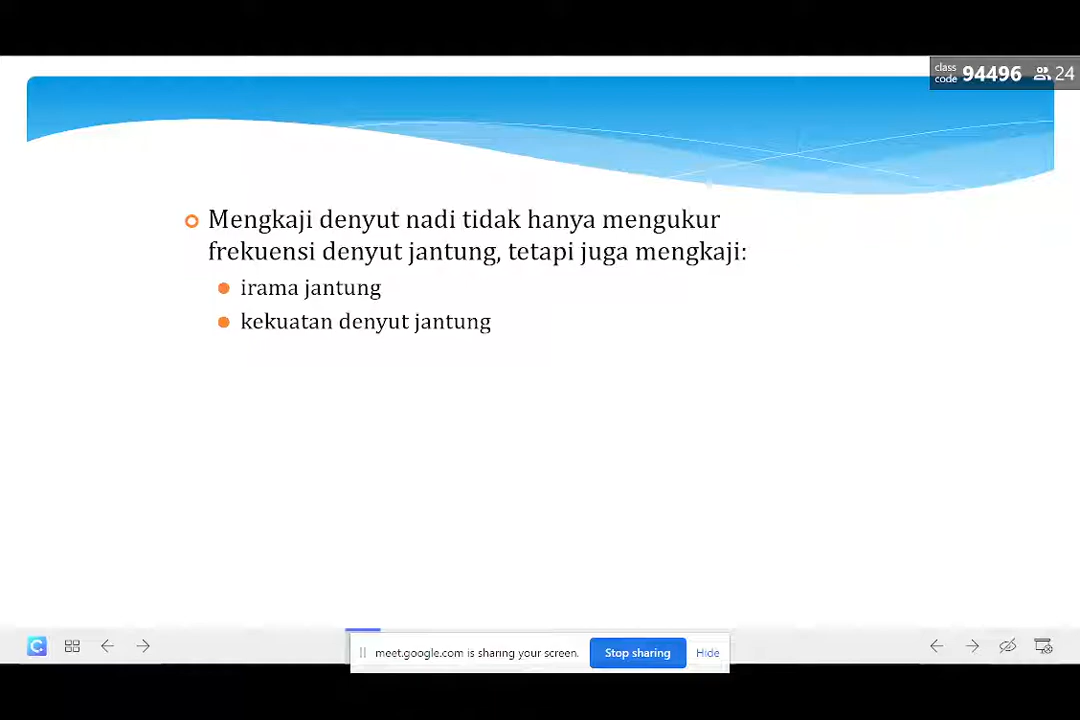 class
code 94496 24
Mengkaji denyut nadi tidak hanya mengukur
frekuensi denyut jantung, tetapi juga mengkaji:
irama jantung
kekuatan denyut jantung
meet.google.com is sharing your screen. Stop sharing Hide